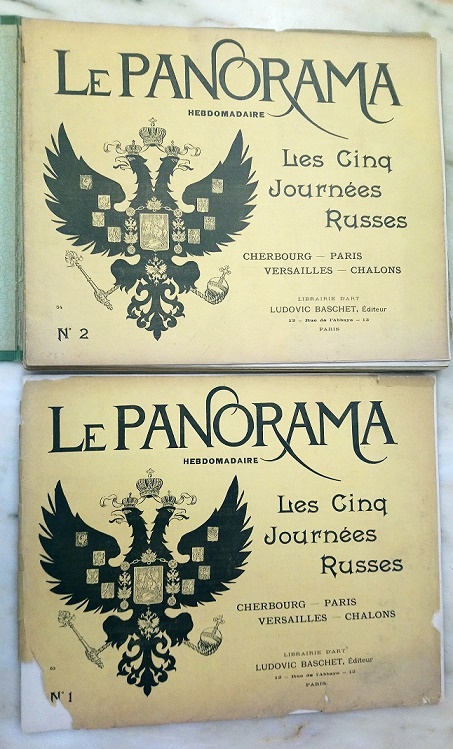 LE PANORAMA
HEBDOMADAIRE
Les Cinq
Journées
Russes
CHERBOURG — PARIS
VERSAILLES — CHALONS
LIBRAIRIE D'ART
LUDOVIC BASCHET, Éditeur
12 — Rue de l'Abbaye — 12
PARIS
N° 2
LE PANORAMA
HEBDOMADAIRE
Les Cinq
Journées
Russes
CHERBOURG — PARIS
VERSAILLES — CHALONS
LIBRAIRIE D'ART
LUDOVIC BASCHET, Éditeur
12 — Rue de l'Abbaye — 12
PARIS
N° 1